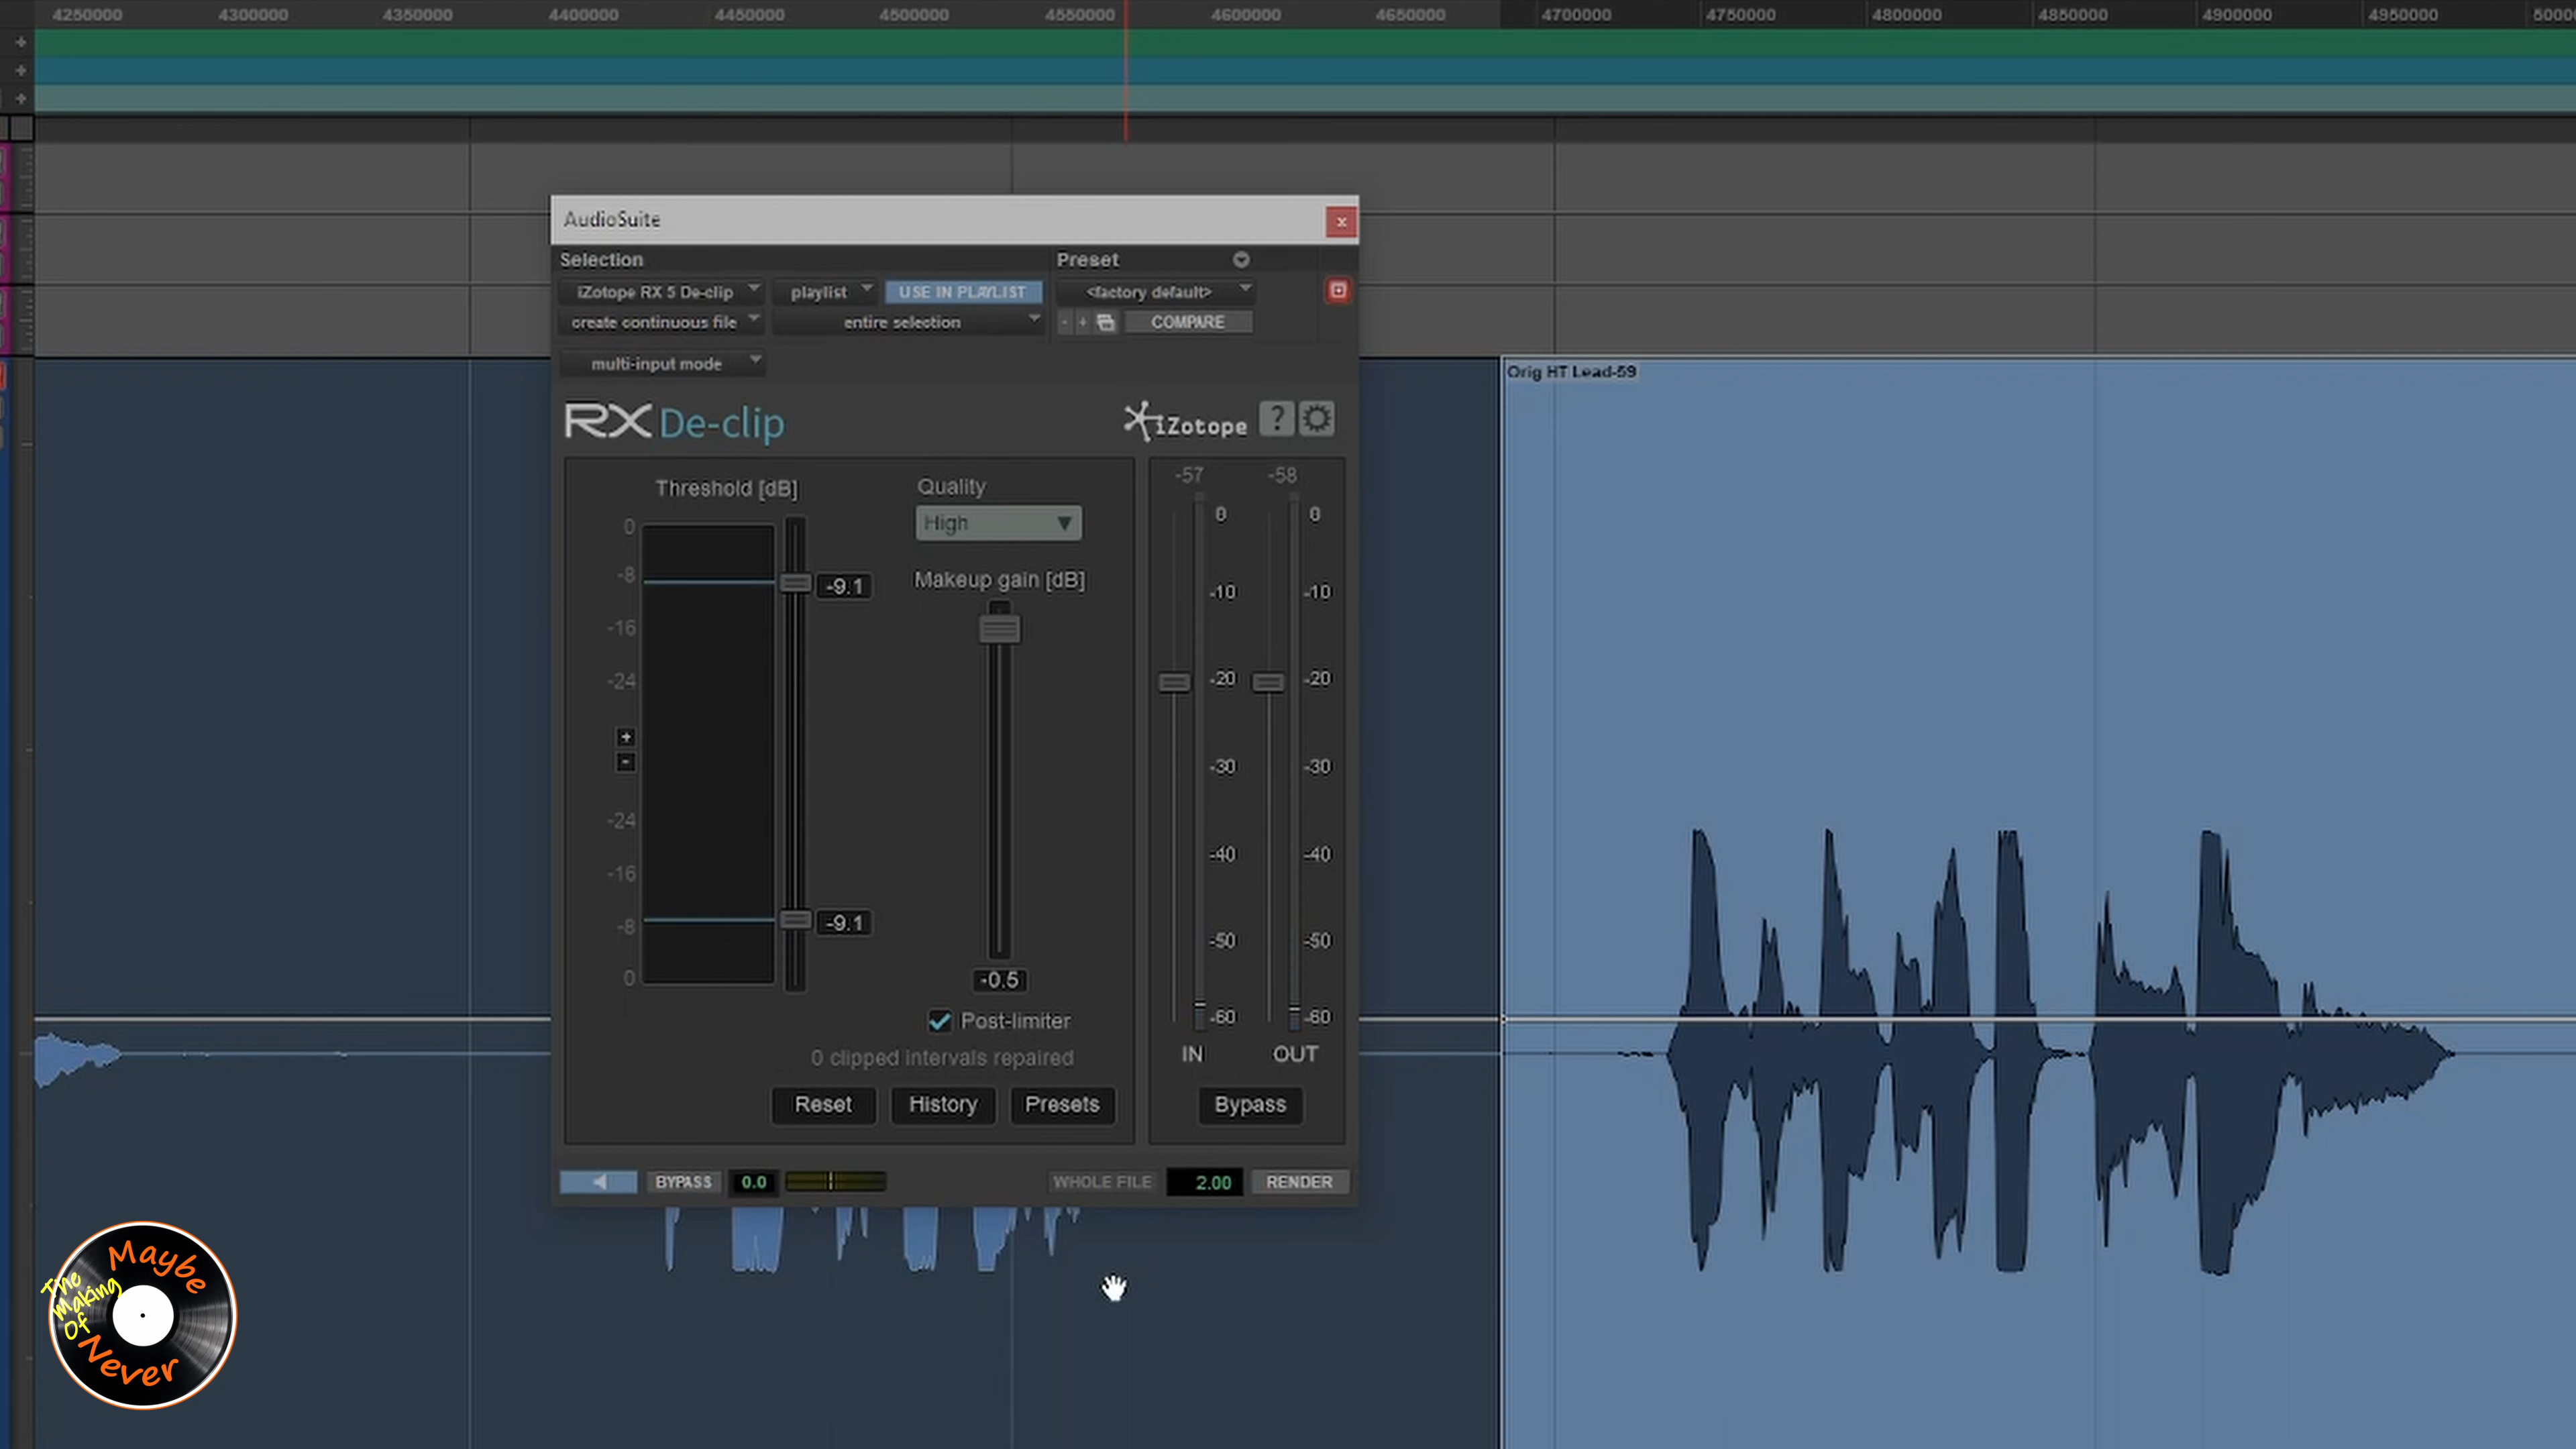 4250000 4300000 4350000 4400000 4450000 4500000 4550000 4600000 4650000 4700000 4750000 4800000 4850000 4900000 4950000
AudioSuite x
Selection Preset
iZotope RX 5 De-clip playlist USE IN PLAYLIST <factory default>
create continuous file entire selection - + COMPARE
multi-input mode
Orig HT Lead-59
RX De-clip iZotope ?
Threshold [dB] Quality -57 -58
High
0 0 0
-8 -9.1 Makeup gain [dB] -10 -10
-16
-24 -20 -20
+
- -30 -30
-24
-16 -40 -40
-8 -9.1 -50 -50
0 -0.5
Post-limiter -60 -60
0 clipped intervals repaired IN OUT
Reset History Presets Bypass
BYPASS 0.0 WHOLE FILE 2.00 RENDER
The Making Of
Maybe
Never